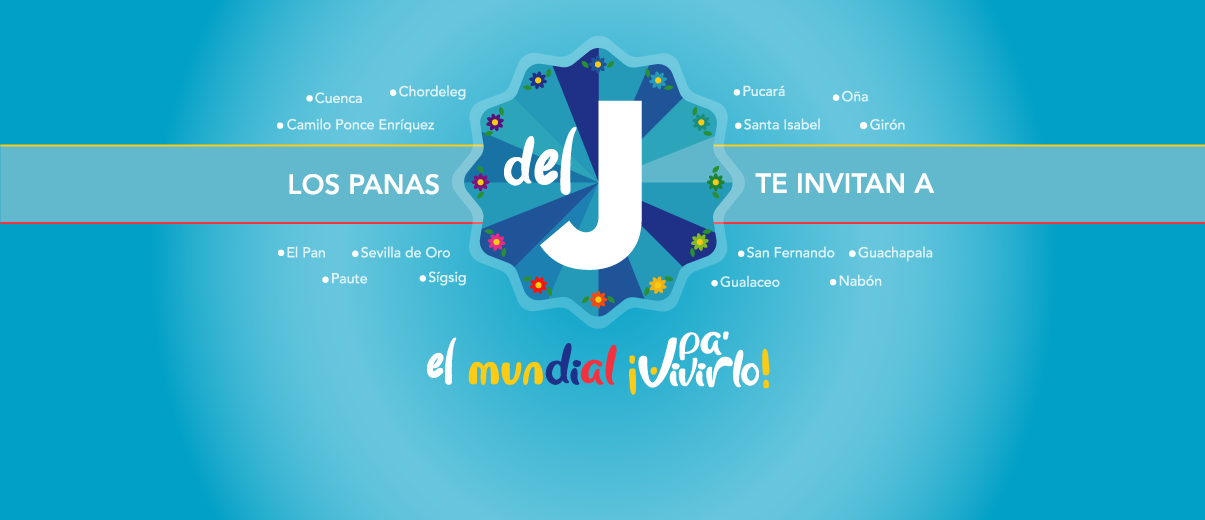 Cuenca
Chordeleg
Camilo Ponce Enríquez
Pucará
Oña
Santa Isabel
Girón
LOS PANAS
del J
TE INVITAN A
El Pan
Sevilla de Oro
Paute
Sígsig
San Fernando
Guachapala
Gualaceo
Nabón
el mundial ¡pa' Vivirlo!